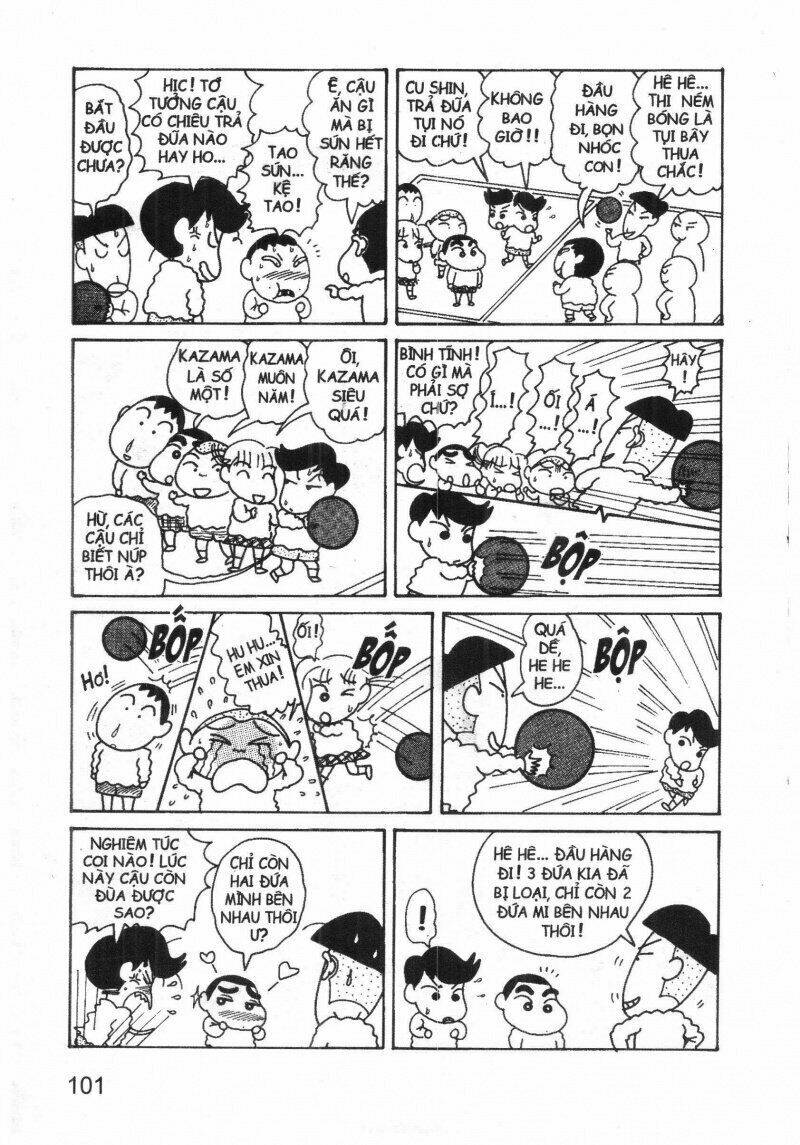 HÊ HÊ...
THI NÉM
BÓNG LÀ
TỤI BÂY
THUA
CHẮC!
ĐẦU
HÀNG
ĐI, BỌN
NHÓC
CON!
KHÔNG
BAO
GIỜ!!
CU SHIN,
TRẢ ĐŨA
TỤI NÓ
ĐI CHỨ!
Ê, CẬU
ĂN GÌ
MÀ BỊ
SÚN HẾT
RĂNG
THẾ?
TAO
SÚN...
KỆ
TAO!
HỊC! TỚ
TƯỞNG CẬU,
CÓ CHIÊU TRẢ
ĐŨA NÀO
HAY HO...
BẮT
ĐẦU
ĐƯỢC
CHƯA?
HÂY
!
Á
...!
ỐI
...!
Í...!
BÌNH TĨNH!
CÓ GÌ MÀ
PHẢI SỢ
CHỨ?
BỘP
ÔI,
KAZAMA
SIÊU
QUÁ!
KAZAMA
MUÔN
NĂM!
KAZAMA
LÀ SỐ
MỘT!
HỪ, CÁC
CẬU CHỈ
BIẾT NÚP
THÔI À?
BỘP
QUÁ
DỄ,
HE HE
HE...
BỐP
ỐI!
HU HU...
EM XIN
THUA!
BỐP
HƠ!
HÊ HÊ... ĐẦU HÀNG
ĐI! 3 ĐỨA KIA ĐÃ
BỊ LOẠI, CHỈ CÒN 2
ĐỨA MI BÊN NHAU
THÔI!
!
CHỈ CÒN
HAI ĐỨA
MÌNH BÊN
NHAU THÔI
Ư?
NGHIÊM TÚC
COI NÀO! LÚC
NÀY CẬU CÒN
ĐÙA ĐƯỢC
SAO?
101